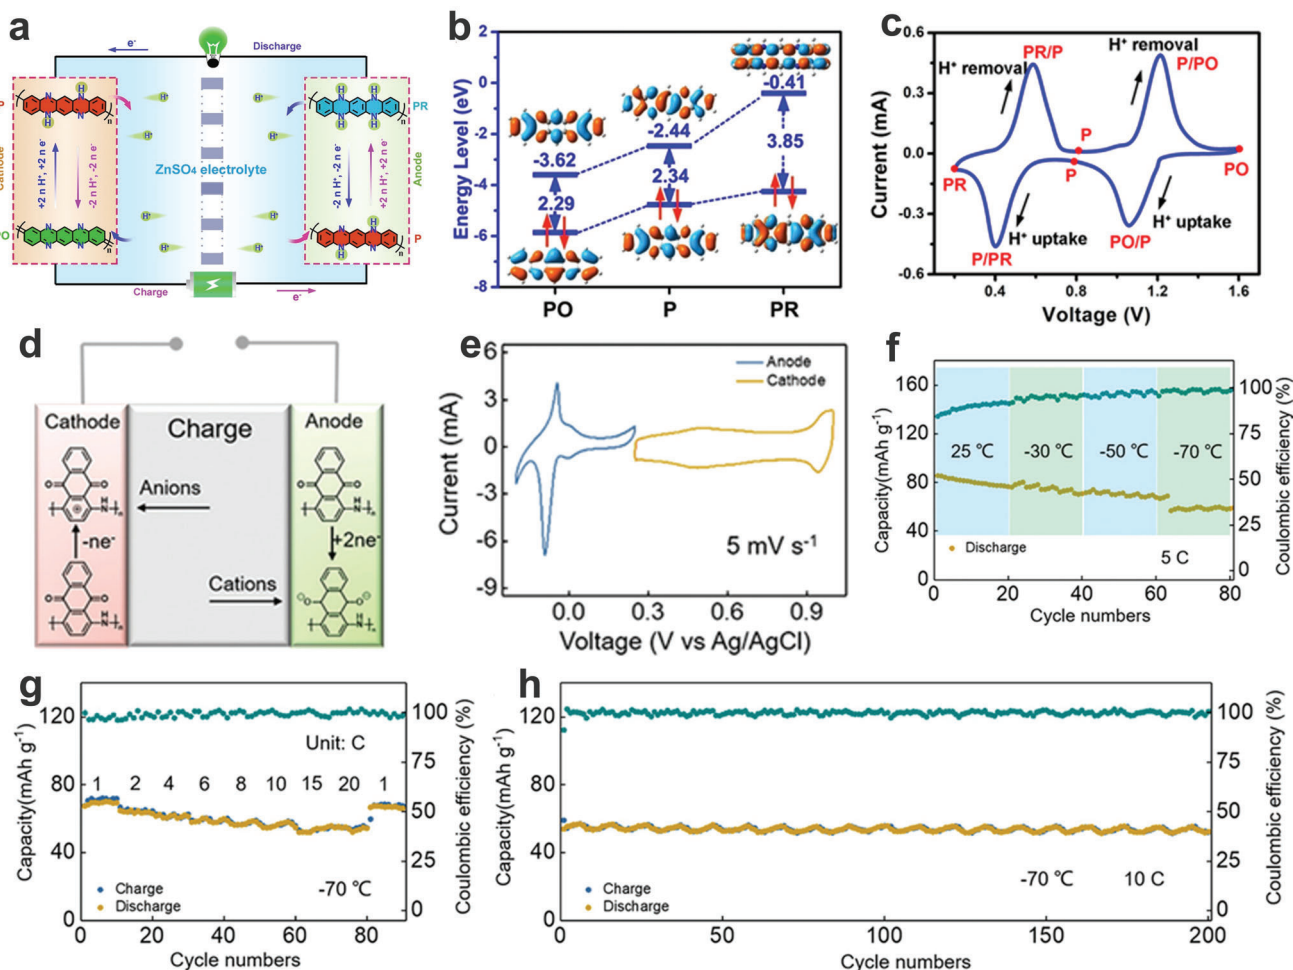 a
e-
Discharge
P
PR
H+
H+
N
H
n
Cathode
+2 n H+, +2 n e-
-2 n H+, -2 n e-
ZnSO4 electrolyte
-2 n H+, -2 n e-
+2 n H+, +2 n e-
Anode
H+
H+
PO
P
Charge
e-
b
Energy Level (eV)
2
0
-2
-4
-6
-8
-3.62
2.29
-2.44
2.34
-0.41
3.85
PO
P
PR
c
Current (mA)
0.6
0.3
0.0
-0.3
-0.6
H+ removal
PR/P
H+ removal
P/PO
PR
P
P
PO
P/PR
H+ uptake
PO/P
H+ uptake
0.4
0.8
1.2
1.6
Voltage (V)
d
Cathode
Charge
Anode
Anions
-ne-
+2ne-
Cations
e
Current (mA)
6
3
0
-3
-6
-9
Anode
Cathode
5 mV s-1
0.0
0.3
0.6
0.9
Voltage (V vs Ag/AgCl)
f
Capacity(mAh g-1)
160
120
80
40
0
25 ℃
-30 ℃
-50 ℃
-70 ℃
Discharge
5 C
100
75
50
25
0
Coulombic efficiency (%)
0
20
40
60
80
Cycle numbers
g
Capacity(mAh g-1)
120
80
40
0
Unit: C
1 2 4 6 8 10 15 20 1
Charge
Discharge
-70 ℃
100
75
50
25
0
Coulombic efficiency (%)
0
20
40
60
80
Cycle numbers
h
Capacity(mAh g-1)
120
80
40
0
Charge
Discharge
-70 ℃ 10 C
100
75
50
25
0
Coulombic efficiency (%)
0
50
100
150
200
Cycle numbers